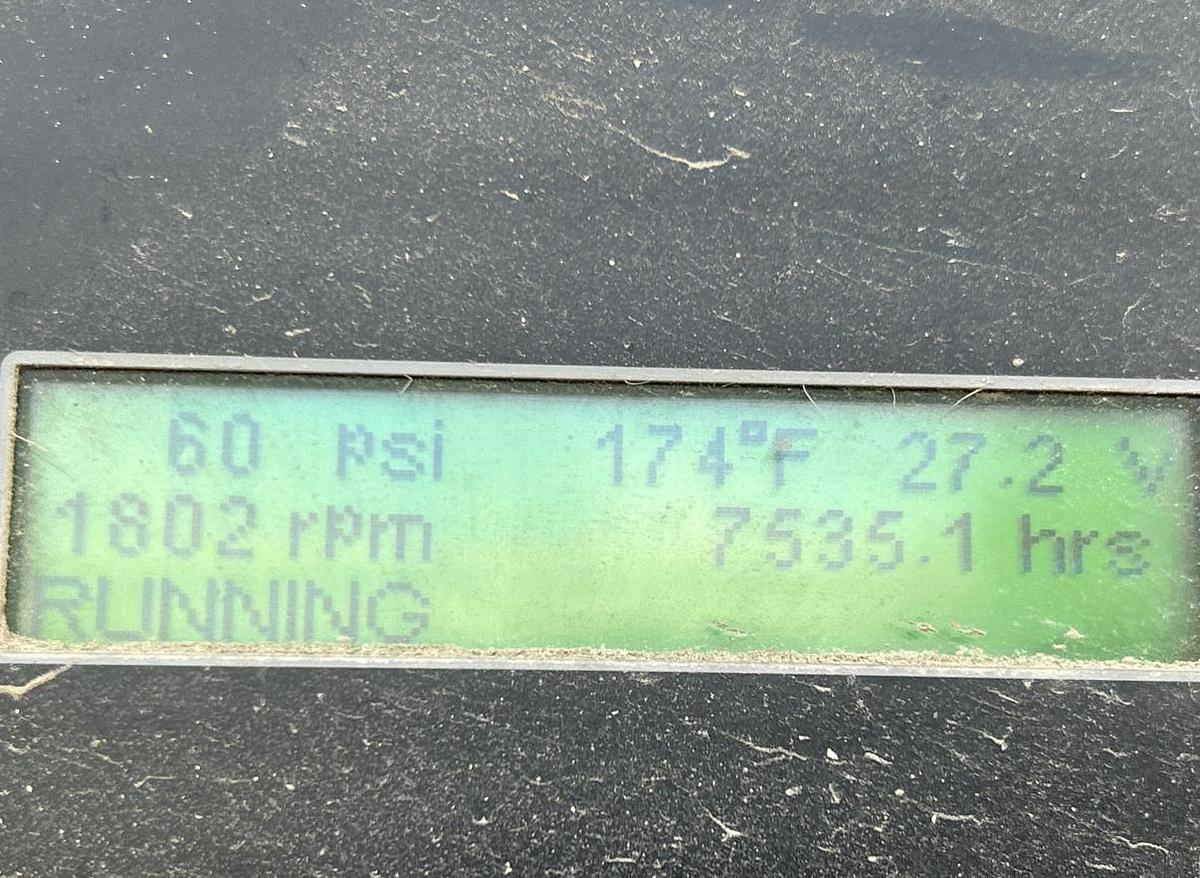 60 psi 174°F 27.2 V
1802 rpm 7535.1 hrs
RUNNING